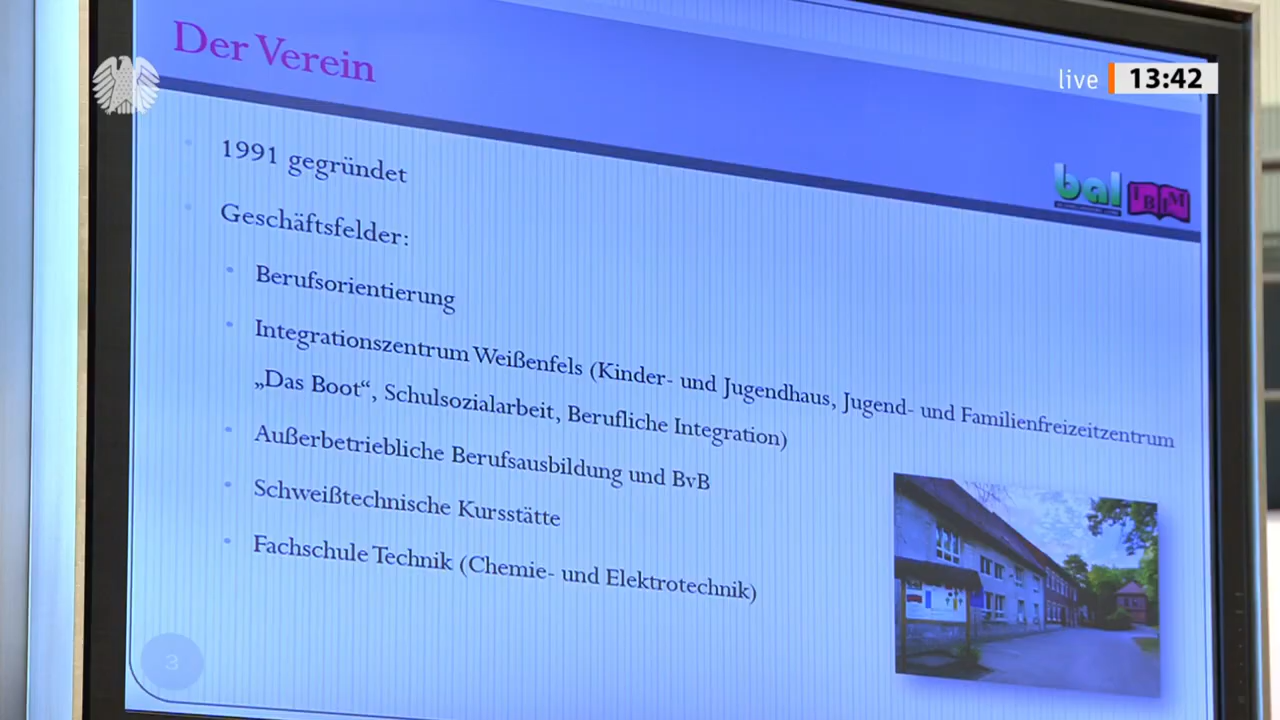 Der Verein
live 13:42
bal
IBIM
1991 gegründet
Geschäftsfelder:
Berufsorientierung
Integrationszentrum Weißenfels (Kinder- und Jugendhaus, Jugend- und Familienfreizeitzentrum
„Das Boot“, Schulsozialarbeit, Berufliche Integration)
Außerbetriebliche Berufsausbildung und BvB
Schweißtechnische Kursstätte
Fachschule Technik (Chemie- und Elektrotechnik)
3